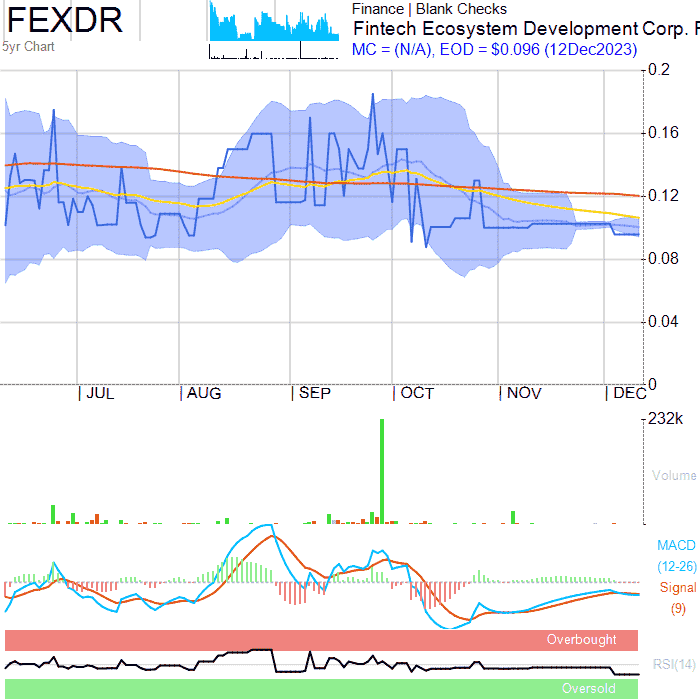 FEXDR
5yr Chart
Finance | Blank Checks
Fintech Ecosystem Development Corp. F
MC = (N/A), EOD = $0.096 (12Dec2023)
0.2
0.16
0.12
0.08
0.04
0
| JUL | AUG | SEP | OCT | NOV | DEC
232k
Volume
MACD
(12-26)
Signal
(9)
Overbought
RSI(14)
Oversold